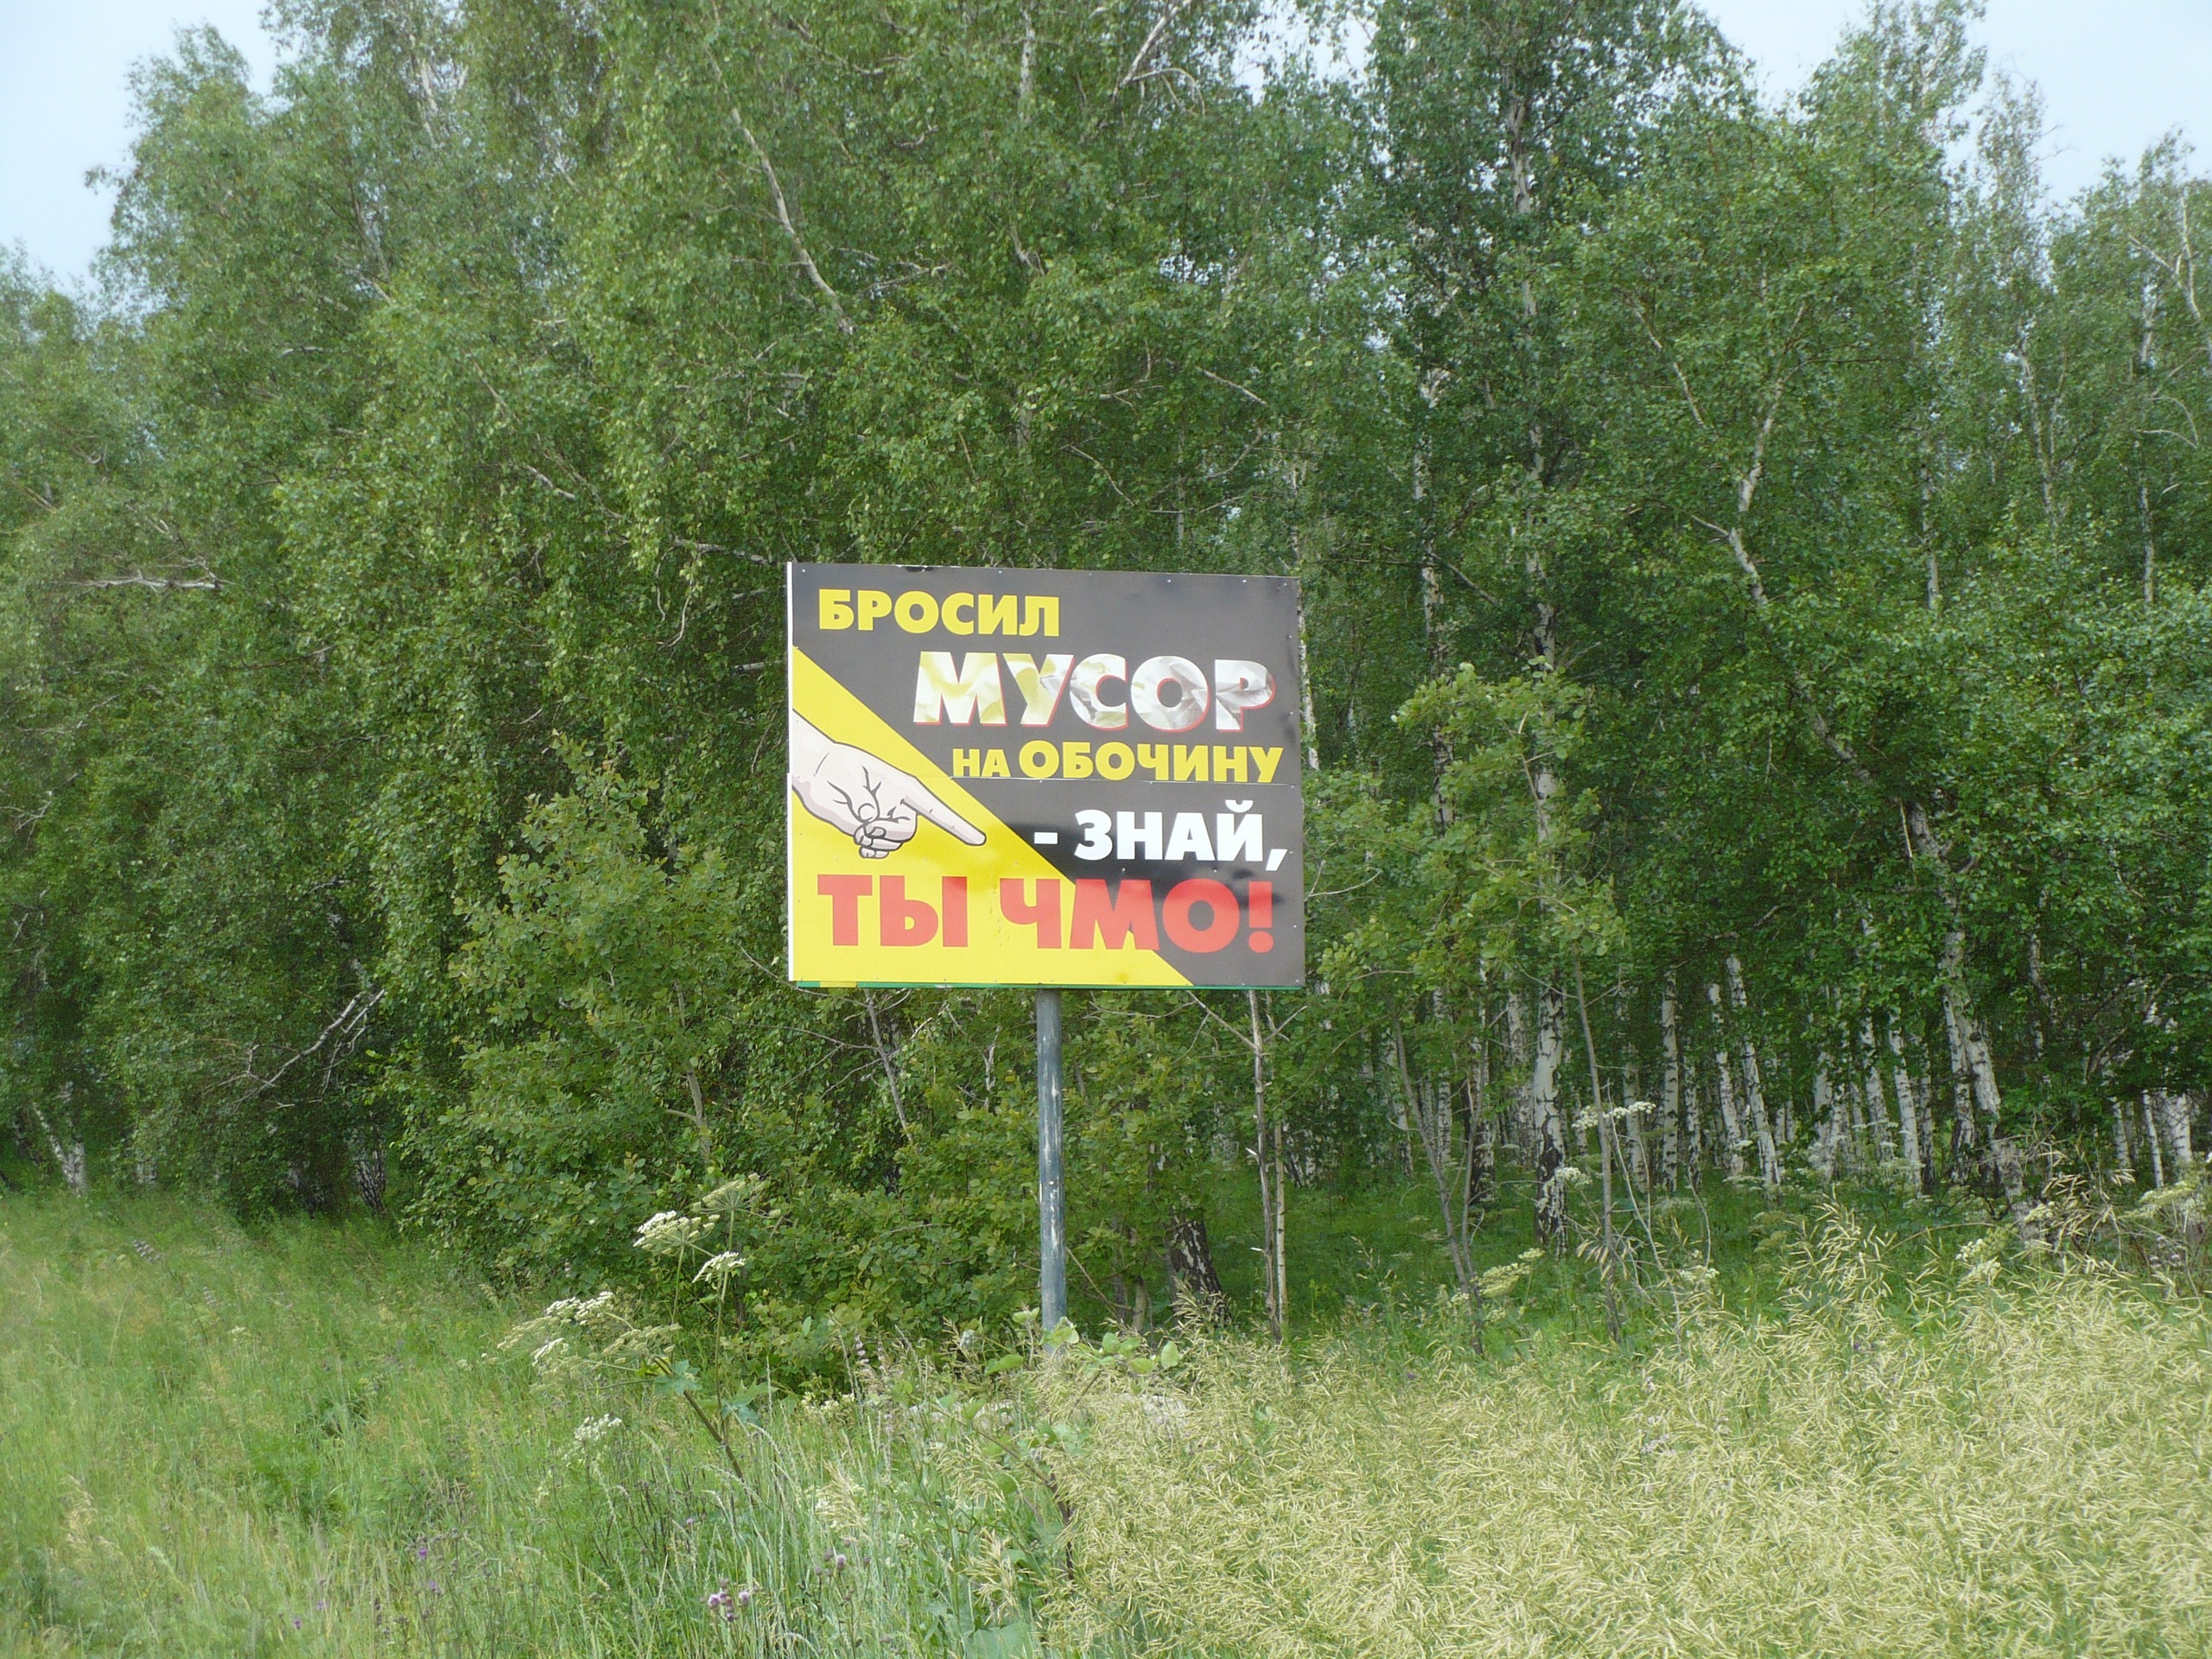 БРОСИЛ
МУСОР
НА ОБОЧИНУ
- ЗНАЙ,
ТЫ ЧМО!